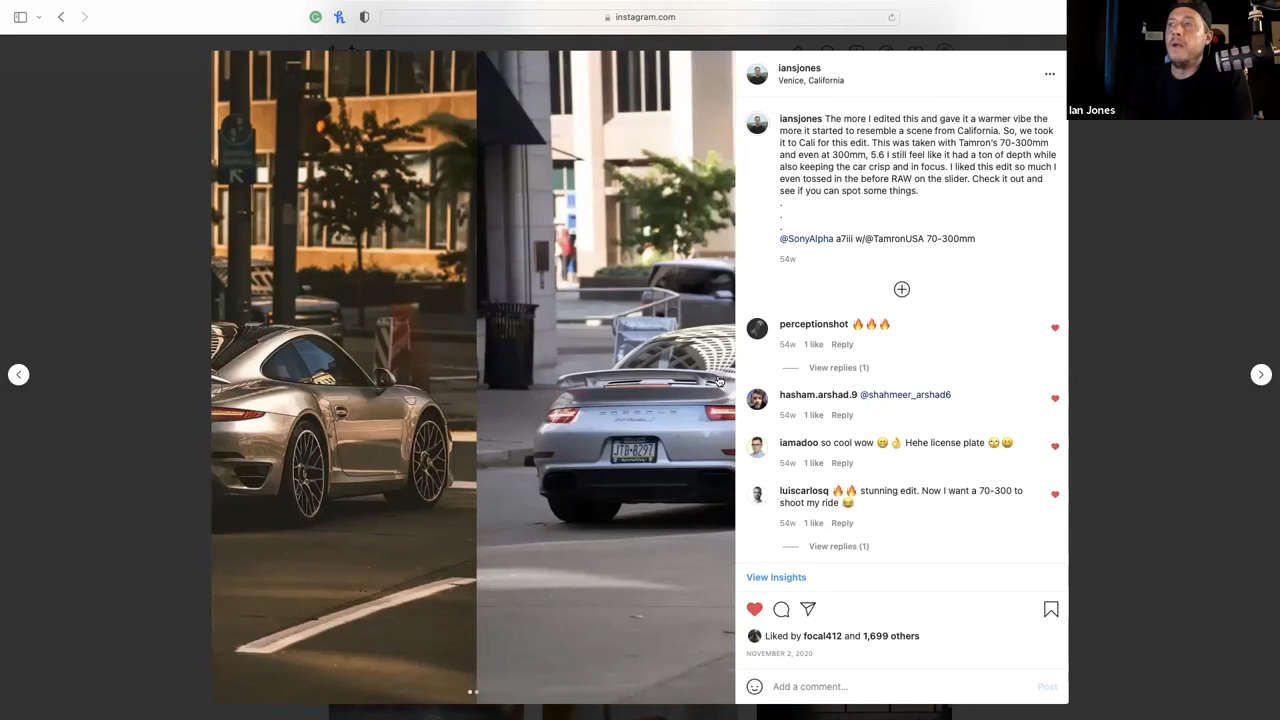 instagram.com
iansjones
Venice, California
Ian Jones
iansjones The more I edited this and gave it a warmer vibe the
more it started to resemble a scene from California. So, we took
it to Cali for this edit. This was taken with Tamron's 70-300mm
and even at 300mm, 5.6 I still feel like it had a ton of depth while
also keeping the car crisp and in focus. I liked this edit so much I
even tossed in the before RAW on the slider. Check it out and
see if you can spot some things.
.
.
.
@SonyAlpha a7iii w/@TamronUSA 70-300mm
54w
perceptionshot 🔥🔥🔥
54w 1 like Reply
View replies (1)
hasham.arshad.9 @shahmeer_arshad6
54w 1 like Reply
iamadoo so cool wow 😄👌 Hehe license plate 😳😄
54w 1 like Reply
luiscarlosq 🔥🔥 stunning edit. Now I want a 70-300 to
shoot my ride 😂
54w 1 like Reply
View replies (1)
PORSCHE
JTB·8297
View Insights
Liked by focal412 and 1,699 others
NOVEMBER 2, 2020
Add a comment...
Post